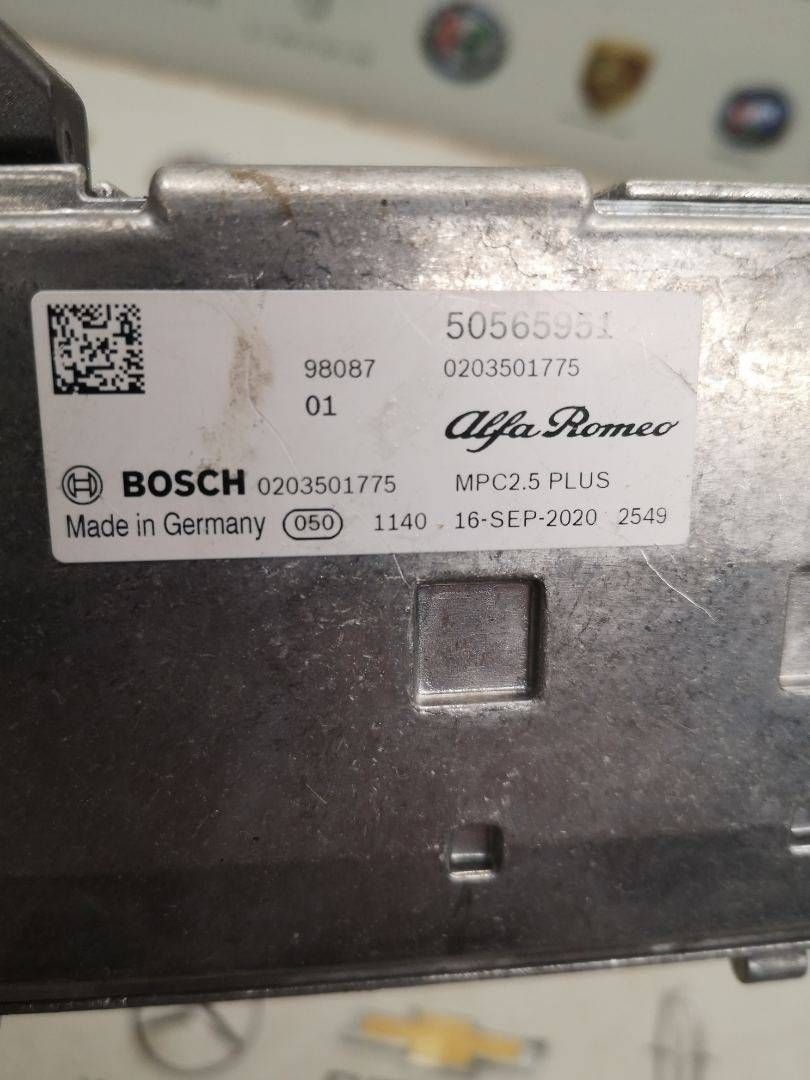 50565951
98087 0203501775
01
Alfa Romeo
BOSCH 0203501775 MPC2.5 PLUS
Made in Germany 050 1140 16-SEP-2020 2549